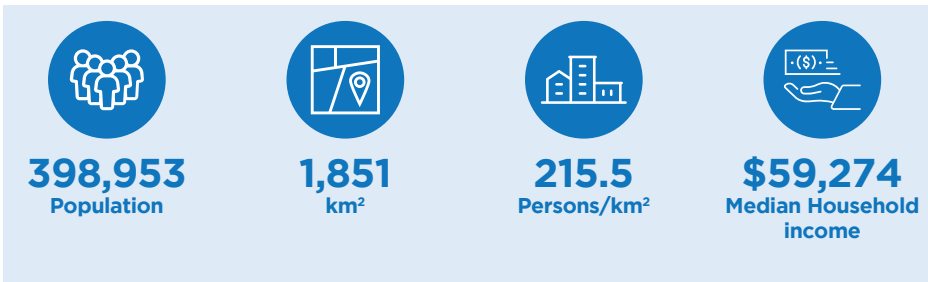 ($)
398,953
Population
1,851
km²
215.5
Persons/km²
$59,274
Median Household
income